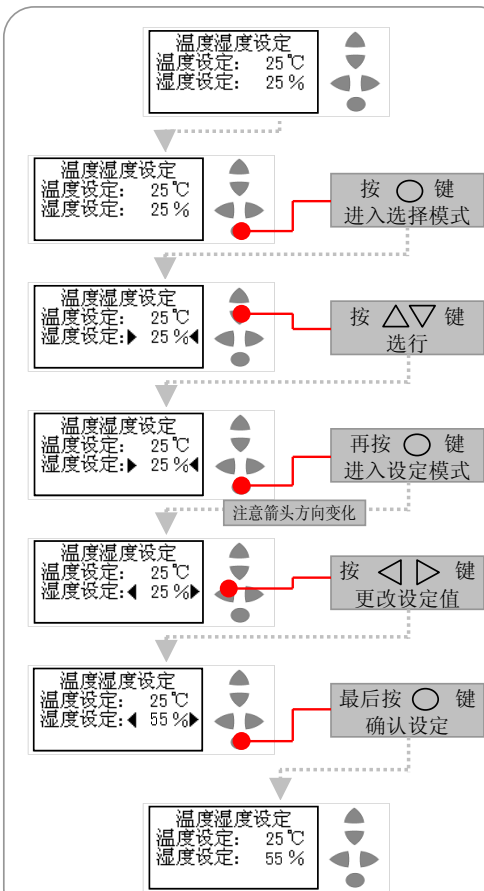 温度湿度设定
温度设定: 25℃
湿度设定: 25%
温度湿度设定
温度设定: 25℃
湿度设定: 25%
按 ◯ 键
进入选择模式
温度湿度设定
温度设定: 25℃
湿度设定:▶ 25%◀
按 △▽ 键
选行
温度湿度设定
温度设定: 25℃
湿度设定:▶ 25%◀
再按 ◯ 键
进入设定模式
注意箭头方向变化
温度湿度设定
温度设定: 25℃
湿度设定:◀ 25%▶
按 ◁ ▷ 键
更改设定值
温度湿度设定
温度设定: 25℃
湿度设定:◀ 55%▶
最后按 ◯ 键
确认设定
温度湿度设定
温度设定: 25℃
湿度设定: 55%